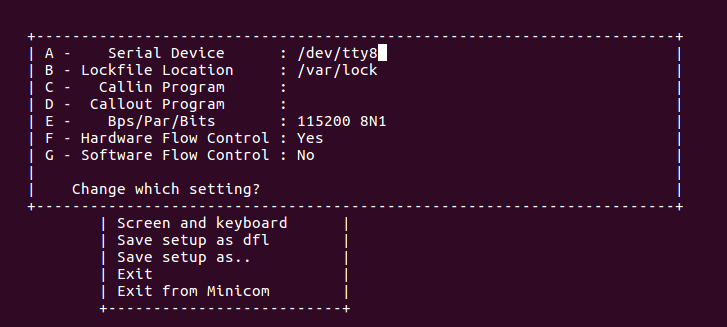 A - Serial Device : /dev/tty8
B - Lockfile Location : /var/lock
C - Callin Program :
D - Callout Program :
E - Bps/Par/Bits : 115200 8N1
F - Hardware Flow Control : Yes
G - Software Flow Control : No
Change which setting?
Screen and keyboard
Save setup as dfl
Save setup as..
Exit
Exit from Minicom